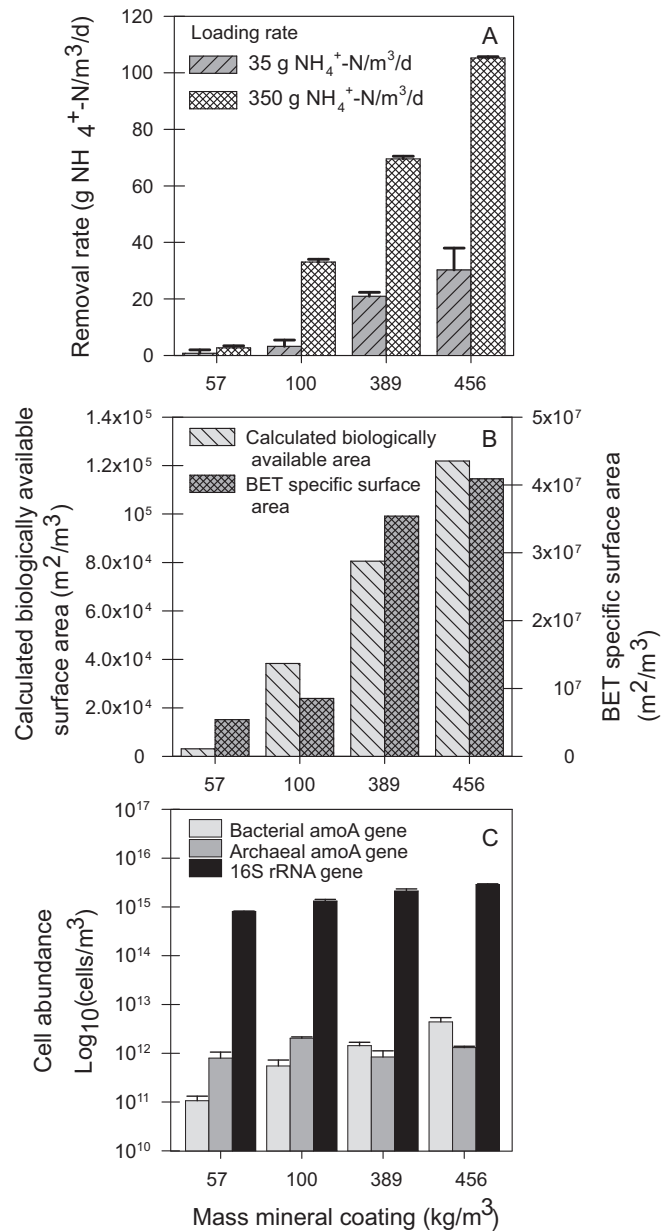 Removal rate (g NH₄⁺-N/m³/d)
120
100
80
60
40
20
0
Loading rate
A
35 g NH₄⁺-N/m³/d
350 g NH₄⁺-N/m³/d
57 100 389 456
Calculated biologically available
surface area (m²/m³)
1.4x10⁵
1.2x10⁵
10⁵
8.0x10⁴
6.0x10⁴
4.0x10⁴
2.0x10⁴
0
B
Calculated biologically
available area
BET specific surface
area
5x10⁷
4x10⁷
3x10⁷
2x10⁷
10⁷
0
BET specific surface area
(m²/m³)
57 100 389 456
Cell abundance
Log₁₀(cells/m³)
10¹⁷
10¹⁶
10¹⁵
10¹⁴
10¹³
10¹²
10¹¹
10¹⁰
C
Bacterial amoA gene
Archaeal amoA gene
16S rRNA gene
57 100 389 456
Mass mineral coating (kg/m³)